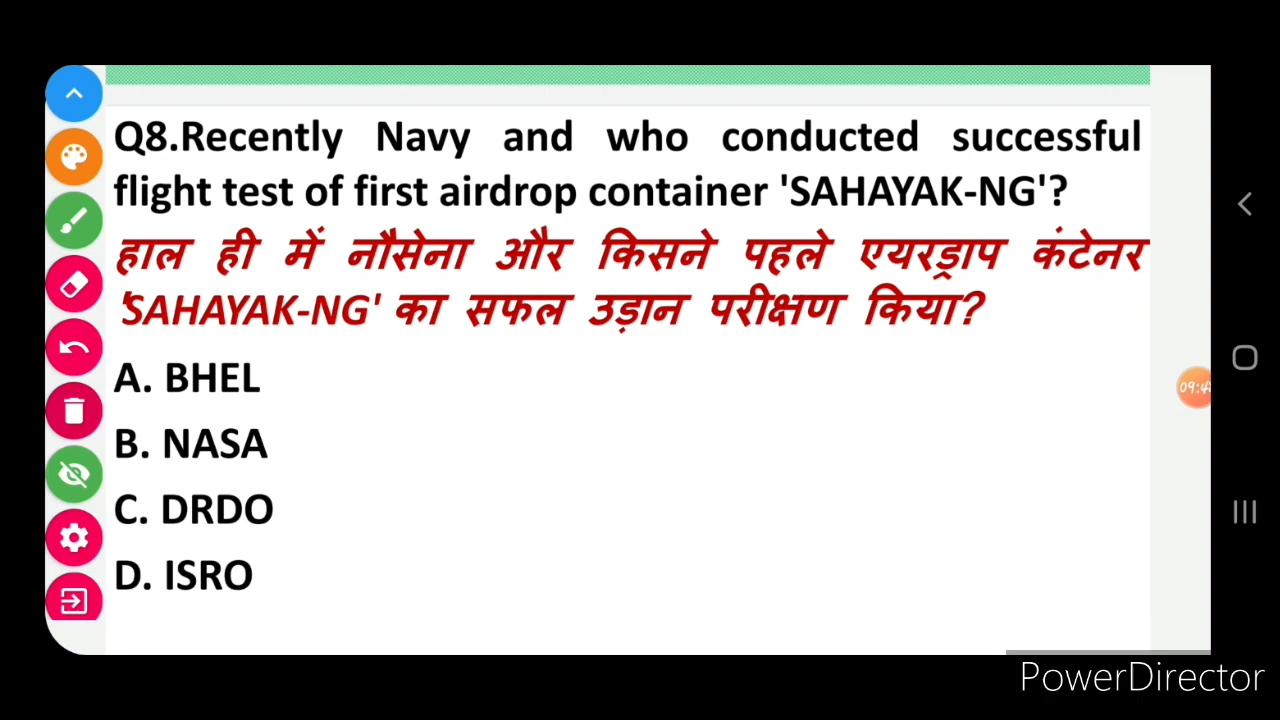 Q8.Recently Navy and who conducted successful
flight test of first airdrop container 'SAHAYAK-NG'?
हाल ही में नौसेना और किसने पहले एयरड्राप कंटेनर
'SAHAYAK-NG' का सफल उड़ान परीक्षण किया?
A. BHEL
B. NASA
C. DRDO
D. ISRO
PowerDirector